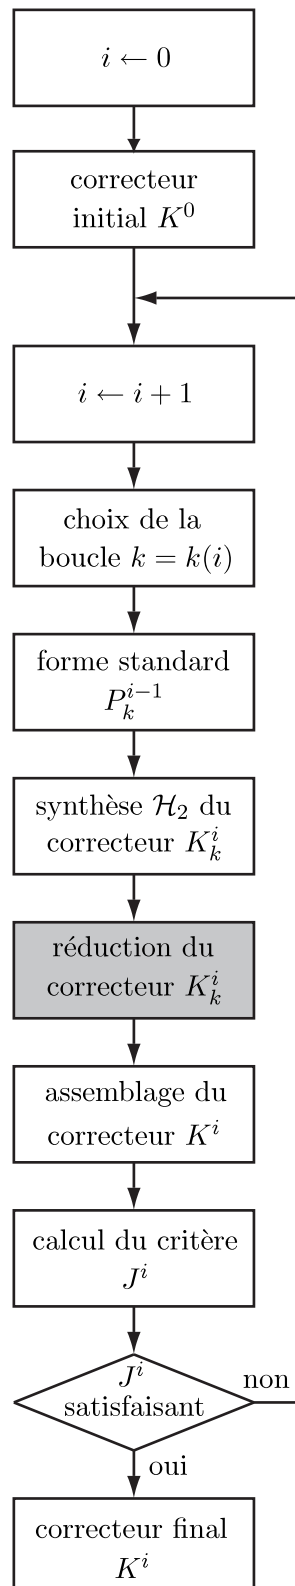 i ← 0
correcteur
initial K^0
i ← i + 1
choix de la
boucle k = k(i)
forme standard
P_k^{i−1}
synthèse ℋ_2 du
correcteur K_k^i
réduction du
correcteur K_k^i
assemblage du
correcteur K^i
calcul du critère
J^i
J^i
satisfaisant
non
oui
correcteur final
K^i